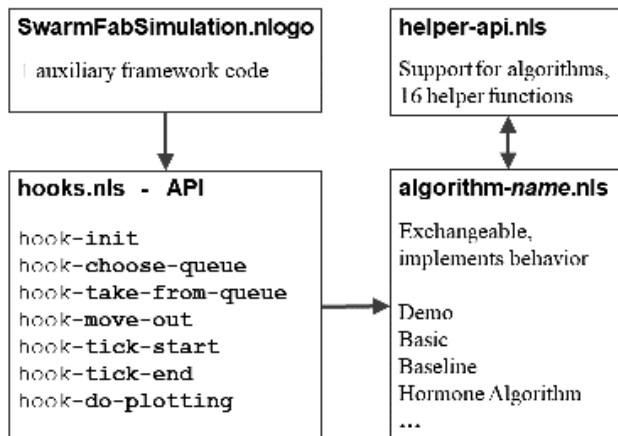 SwarmFabSimulation.nlogo
auxiliary framework code
helper-api.nls
Support for algorithms,
16 helper functions
hooks.nls - API
hook-init
hook-choose-queue
hook-take-from-queue
hook-move-out
hook-tick-start
hook-tick-end
hook-do-plotting
algorithm-name.nls
Exchangeable,
implements behavior
Demo
Basic
Baseline
Hormone Algorithm
...